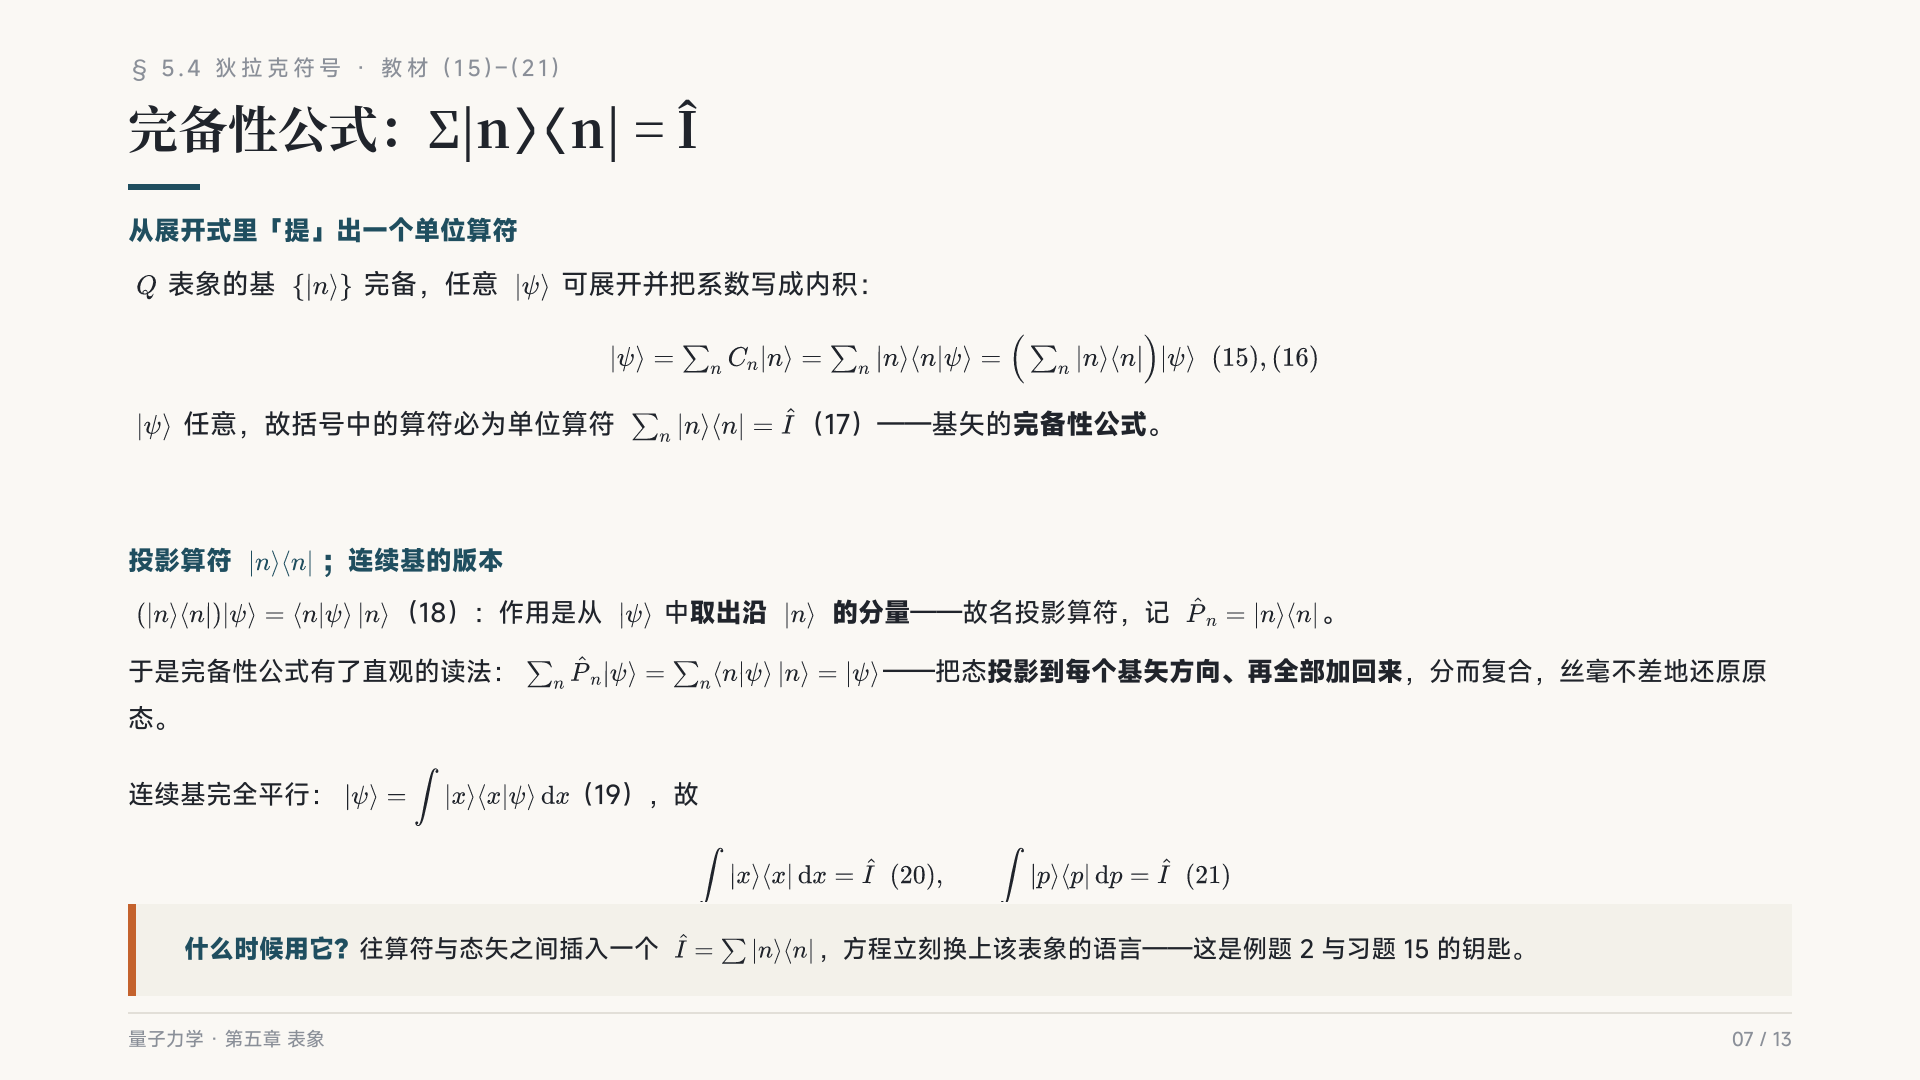 § 5.4 狄拉克符号 · 教材 (15)–(21)
完备性公式：Σ|n⟩⟨n| = Î
从展开式里「提」出一个单位算符
Q 表象的基 {|n⟩} 完备，任意 |ψ⟩ 可展开并把系数写成内积：
|ψ⟩ = ∑ₙ Cₙ|n⟩ = ∑ₙ |n⟩⟨n|ψ⟩ = (∑ₙ |n⟩⟨n|)|ψ⟩ (15), (16)
|ψ⟩ 任意，故括号中的算符必为单位算符 ∑ₙ |n⟩⟨n| = Î（17）——基矢的完备性公式。
投影算符 |n⟩⟨n|；连续基的版本
(|n⟩⟨n|)|ψ⟩ = ⟨n|ψ⟩ |n⟩（18）：作用是从 |ψ⟩ 中取出沿 |n⟩ 的分量——故名投影算符，记 P̂ₙ = |n⟩⟨n|。
于是完备性公式有了直观的读法：∑ₙ P̂ₙ|ψ⟩ = ∑ₙ⟨n|ψ⟩ |n⟩ = |ψ⟩——把态投影到每个基矢方向、再全部加回来，分而复合，丝毫不差地还原原
态。
连续基完全平行：|ψ⟩ = ∫ |x⟩⟨x|ψ⟩ dx（19），故
∫ |x⟩⟨x| dx = Î (20), ∫ |p⟩⟨p| dp = Î (21)
什么时候用它？往算符与态矢之间插入一个 Î = ∑ |n⟩⟨n|，方程立刻换上该表象的语言——这是例题 2 与习题 15 的钥匙。
量子力学 · 第五章 表象
07 / 13